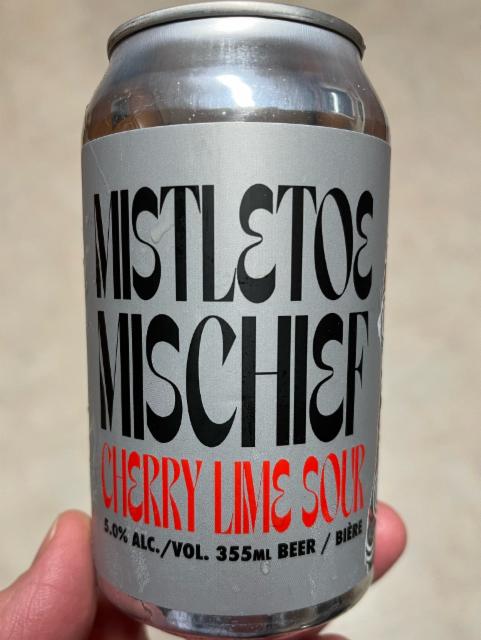 MISTLETOE
MISCHIEF
CHERRY LIME SOUR
5.0% ALC./VOL. 355ML BEER / BIÈRE